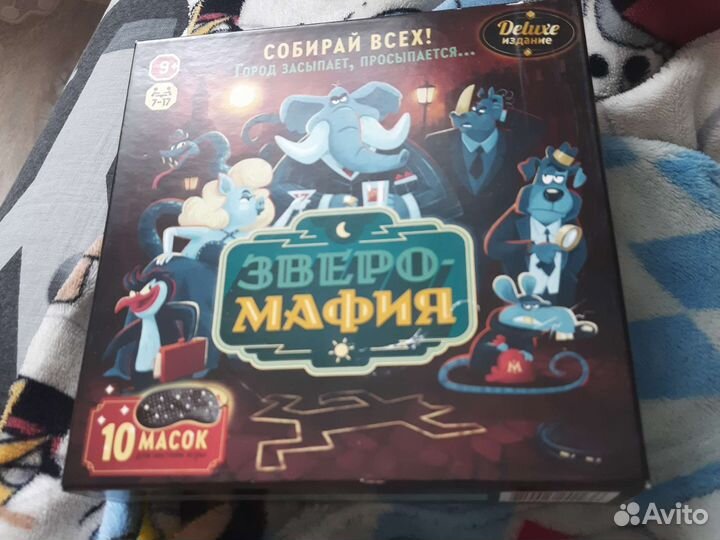 СОБИРАЙ ВСЕХ!
ГОРОД ЗАСЫПАЕТ, ПРОСЫПАЕТСЯ...
Deluxe
издание
9+
7-17
ЗВЕРО-
МАФИЯ
М
10 МАСОК
Avito